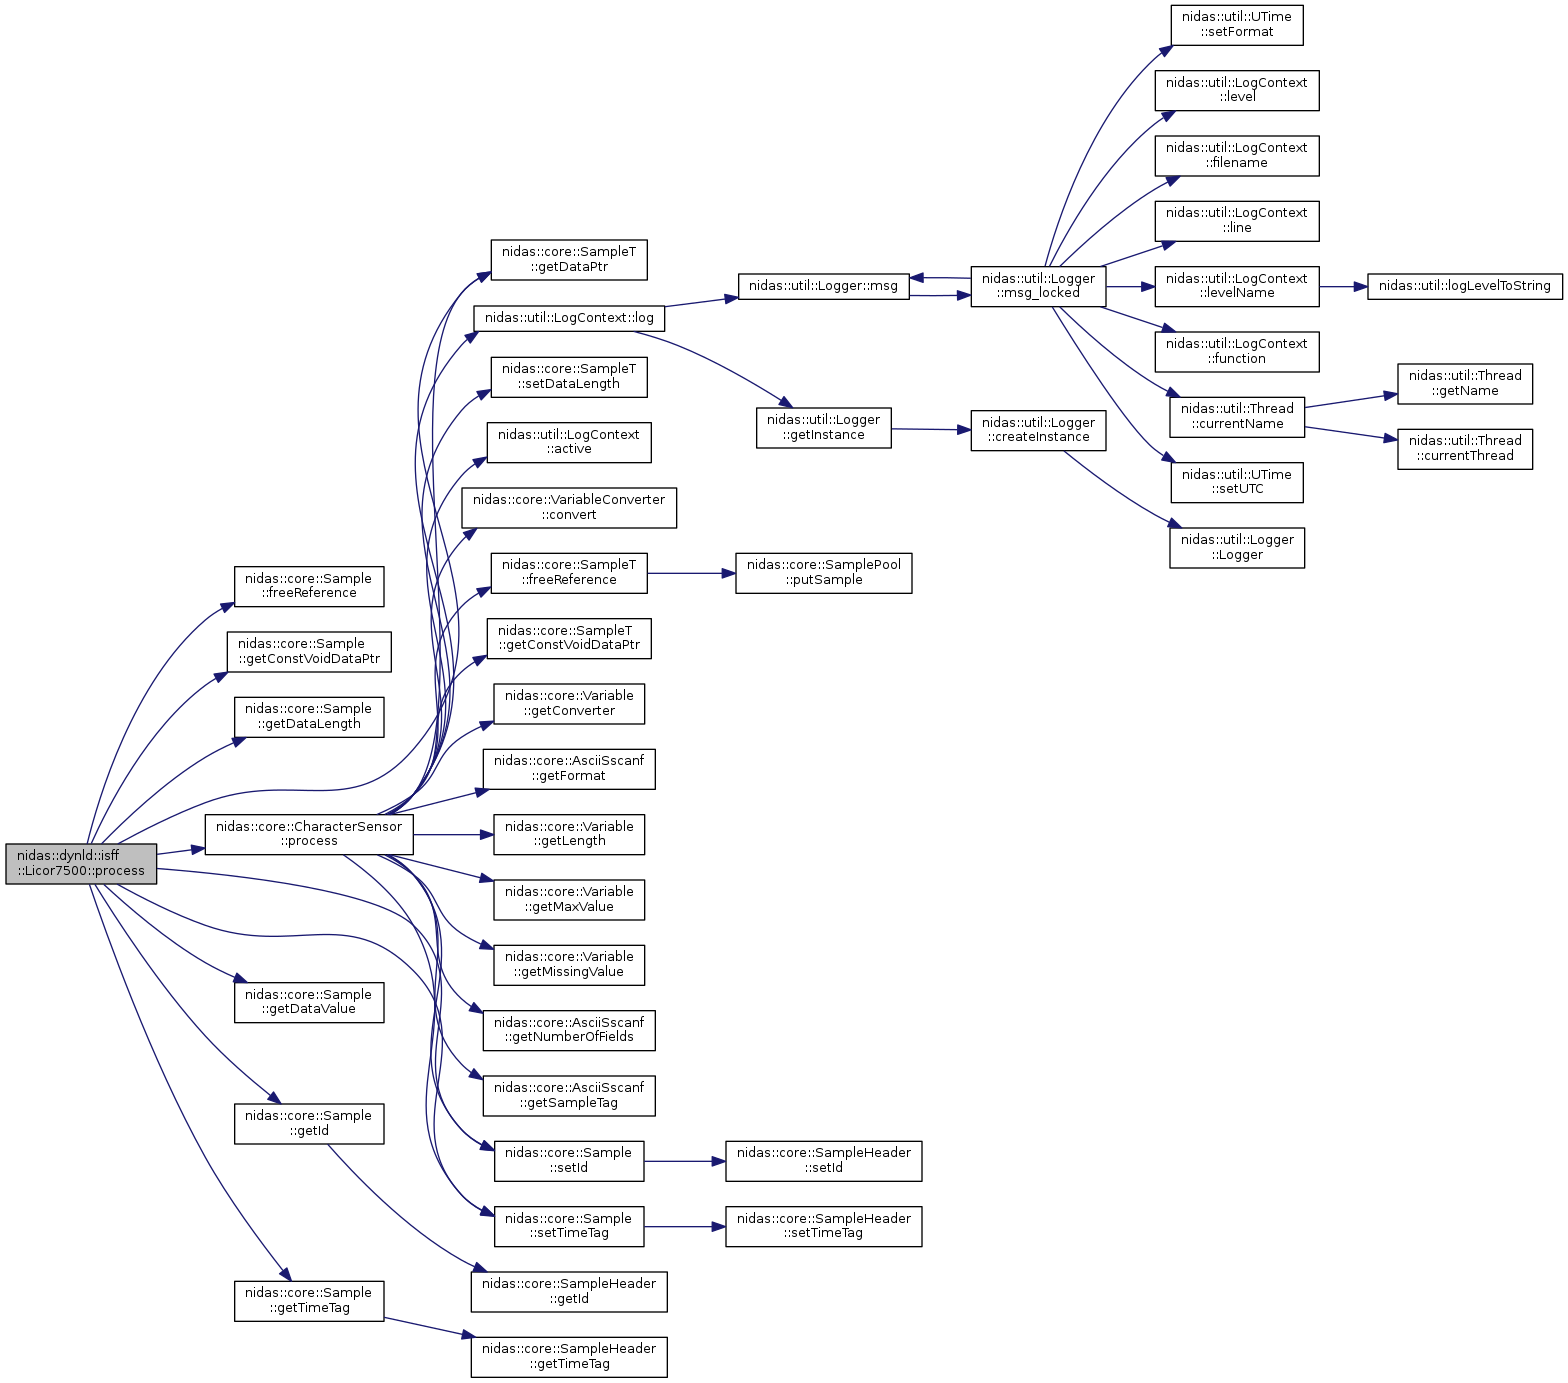 nidas::dynld::isff
::Licor7500::process
nidas::core::Sample
::freeReference
nidas::core::Sample
::getConstVoidDataPtr
nidas::core::Sample
::getDataLength
nidas::core::CharacterSensor
::process
nidas::core::Sample
::getDataValue
nidas::core::Sample
::getId
nidas::core::Sample
::getTimeTag
nidas::core::SampleT
::getDataPtr
nidas::util::LogContext::log
nidas::core::SampleT
::setDataLength
nidas::util::LogContext
::active
nidas::core::VariableConverter
::convert
nidas::core::SampleT
::freeReference
nidas::core::SampleT
::getConstVoidDataPtr
nidas::core::Variable
::getConverter
nidas::core::AsciiSscanf
::getFormat
nidas::core::Variable
::getLength
nidas::core::Variable
::getMaxValue
nidas::core::Variable
::getMissingValue
nidas::core::AsciiSscanf
::getNumberOfFields
nidas::core::AsciiSscanf
::getSampleTag
nidas::core::Sample
::setId
nidas::core::Sample
::setTimeTag
nidas::core::SampleHeader
::getId
nidas::core::SampleHeader
::getTimeTag
nidas::util::Logger::msg
nidas::util::Logger
::getInstance
nidas::core::SamplePool
::putSample
nidas::core::SampleHeader
::setId
nidas::core::SampleHeader
::setTimeTag
nidas::util::Logger
::msg_locked
nidas::util::Logger
::createInstance
nidas::util::UTime
::setFormat
nidas::util::LogContext
::level
nidas::util::LogContext
::filename
nidas::util::LogContext
::line
nidas::util::LogContext
::levelName
nidas::util::LogContext
::function
nidas::util::Thread
::currentName
nidas::util::UTime
::setUTC
nidas::util::Logger
::Logger
nidas::util::logLevelToString
nidas::util::Thread
::getName
nidas::util::Thread
::currentThread